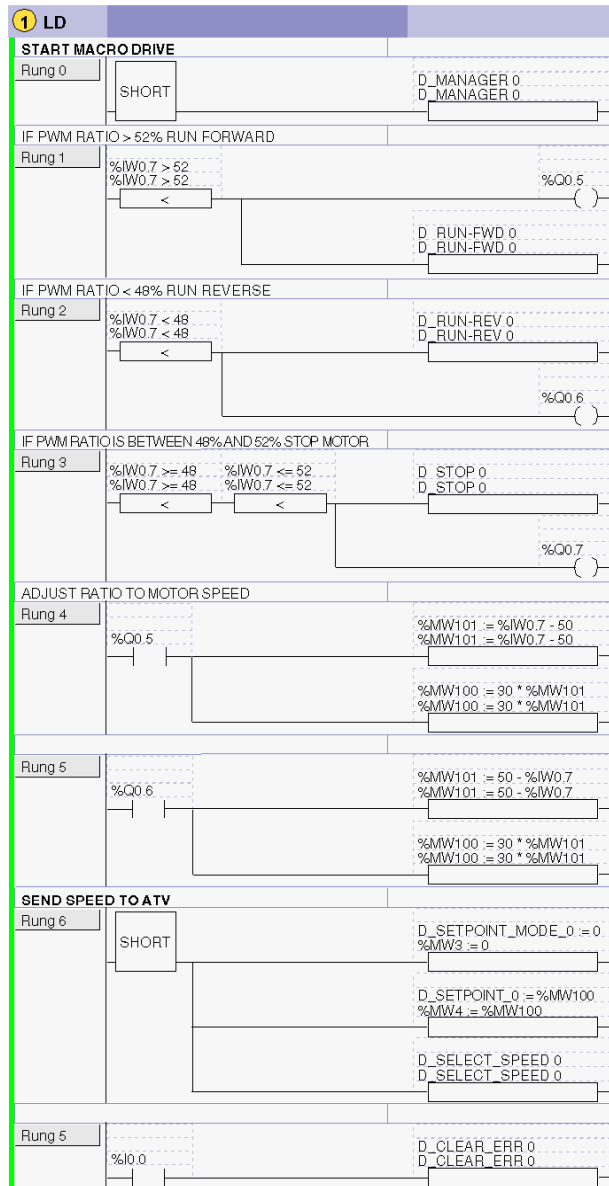 1 LD
START MACRO DRIVE
Rung 0
SHORT
D_MANAGER 0
D_MANAGER 0
IF PWM RATIO > 52% RUN FORWARD
Rung 1
%IW0.7 > 52
%IW0.7 > 52
<
%Q0.5
D_RUN-FWD 0
D_RUN-FWD 0
IF PWM RATIO < 48% RUN REVERSE
Rung 2
%IW0.7 < 48
%IW0.7 < 48
<
D_RUN-REV 0
D_RUN-REV 0
%Q0.6
IF PWM RATIO IS BETWEEN 48% AND 52% STOP MOTOR
Rung 3
%IW0.7 >= 48 %IW0.7 <= 52
%IW0.7 >= 48 %IW0.7 <= 52
< <
D_STOP 0
D_STOP 0
%Q0.7
ADJUST RATIO TO MOTOR SPEED
Rung 4
%Q0.5
%MW101 := %IW0.7 - 50
%MW101 := %IW0.7 - 50
%MW100 := 30 * %MW101
%MW100 := 30 * %MW101
Rung 5
%Q0.6
%MW101 := 50 - %IW0.7
%MW101 := 50 - %IW0.7
%MW100 := 30 * %MW101
%MW100 := 30 * %MW101
SEND SPEED TO ATV
Rung 6
SHORT
D_SETPOINT_MODE_0 := 0
%MW3 := 0
D_SETPOINT_0 := %MW100
%MW4 := %MW100
D_SELECT_SPEED 0
D_SELECT_SPEED 0
Rung 5
%I0.0
D_CLEAR_ERR 0
D_CLEAR_ERR 0